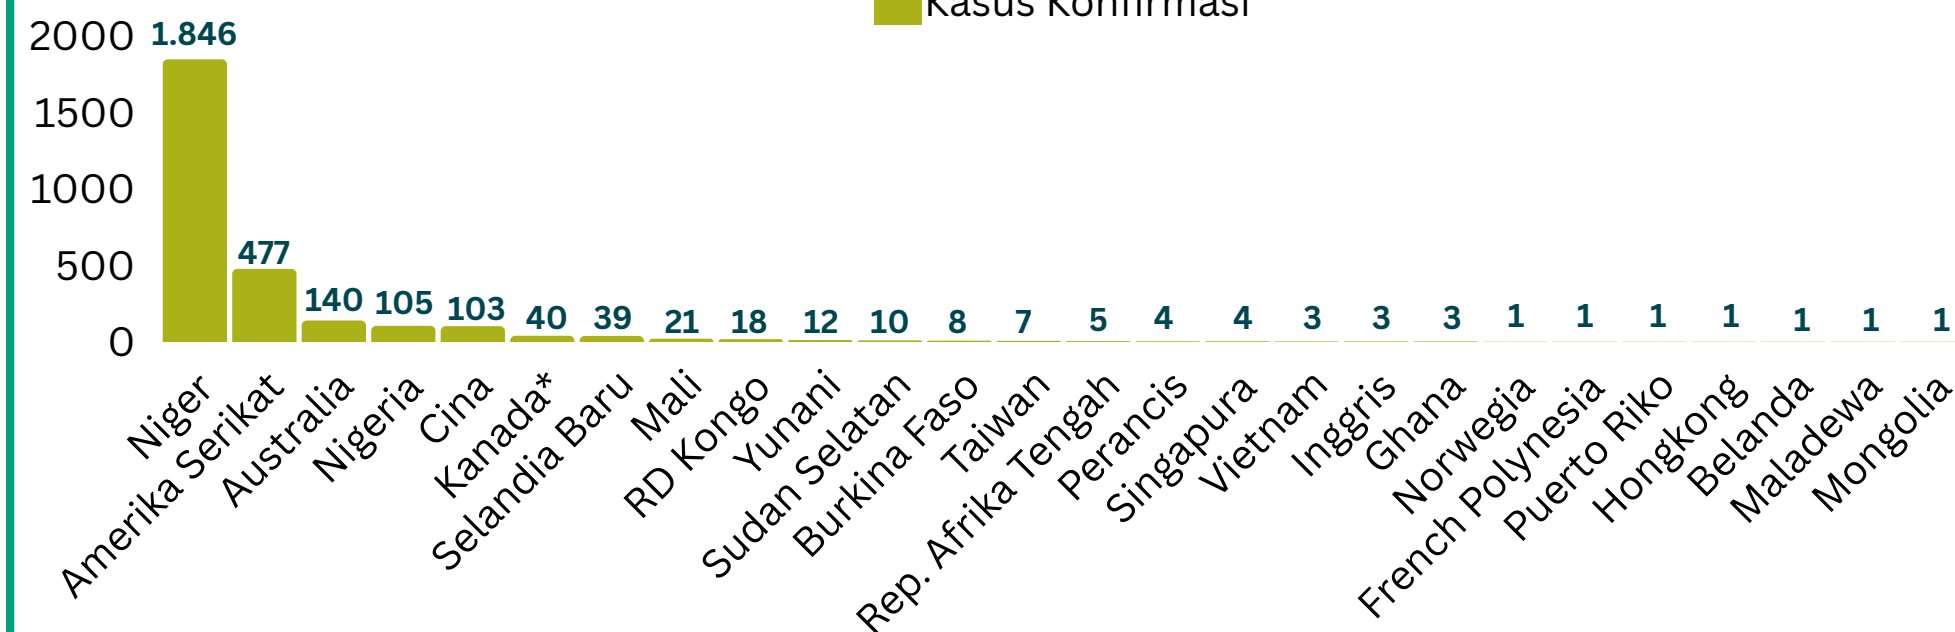 Kasus Konfirmasi
2000
1500
1000
500
0
1.846
477
140
105
103
40
39
21
18
12
10
8
7
5
4
4
3
3
3
1
1
1
1
1
1
1
Niger
Amerika Serikat
Australia
Nigeria
Cina
Kanada*
Selandia Baru
Mali
RD Kongo
Yunani
Sudan Selatan
Burkina Faso
Taiwan
Rep. Afrika Tengah
Perancis
Singapura
Vietnam
Inggris
Ghana
Norwegia
French Polynesia
Puerto Riko
Hongkong
Belanda
Maladewa
Mongolia